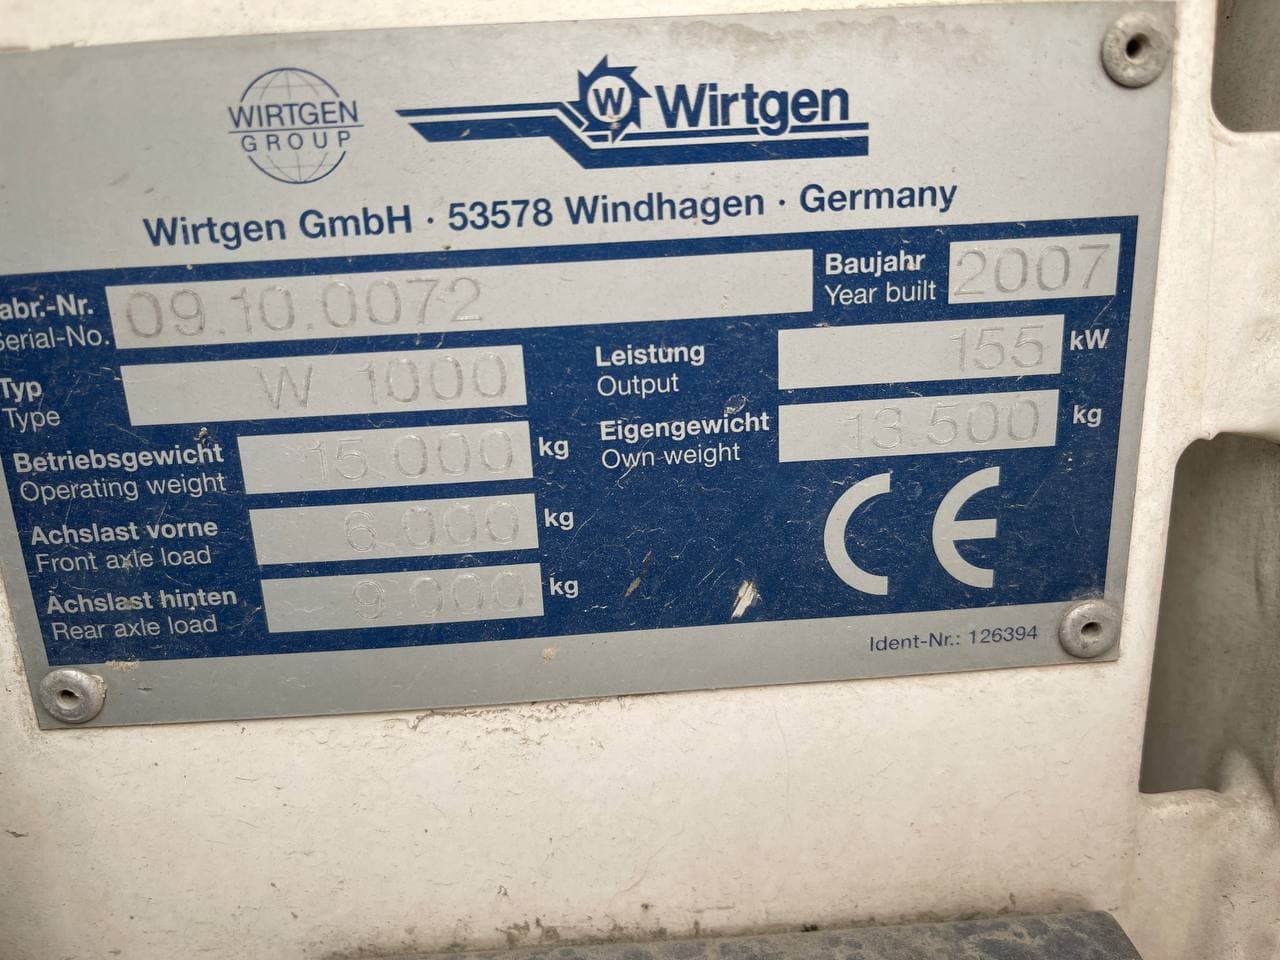 WIRTGEN
GROUP
W Wirtgen
Wirtgen GmbH · 53578 Windhagen · Germany
abr.-Nr. 09.10.0072 Baujahr 2007
Serial-No. Year built
Typ W 1000 Leistung 155 kW
Type Output
Betriebsgewicht 15.000 kg Eigengewicht 13 500 kg
Operating weight Own weight
Achslast vorne 6 000 kg
Front axle load
Achslast hinten 9 000 kg
Rear axle load
CE
Ident-Nr.: 126394